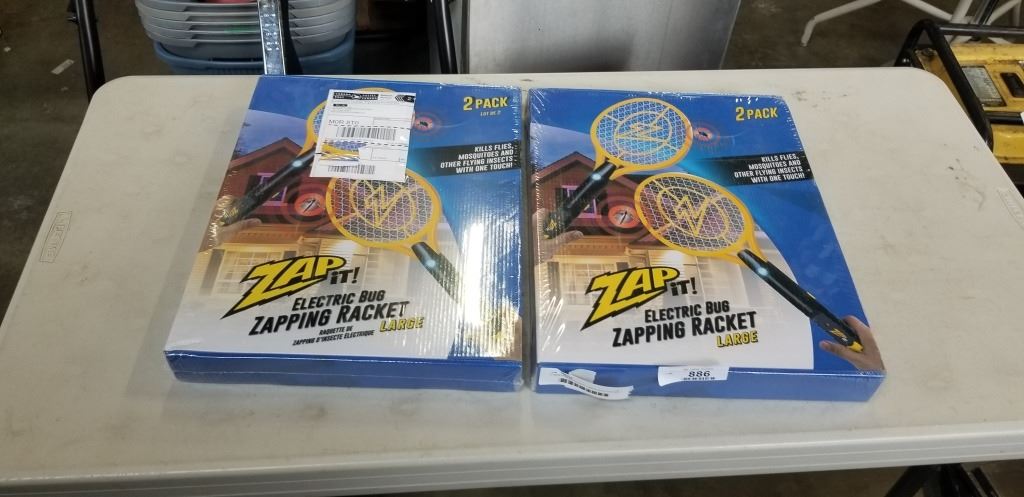 2 PACK
LOT DE 2
KILLS FLIES,
MOSQUITOES AND
OTHER FLYING INSECTS
WITH ONE TOUCH!
ZAP
iT!
ELECTRIC BUG
ZAPPING RACKET
LARGE
RAQUETTE DE
ZAPPING D'INSECTE ÉLECTRIQUE
2 PACK
KILLS FLIES,
MOSQUITOES AND
OTHER FLYING INSECTS
WITH ONE TOUCH!
ZAP
iT!
ELECTRIC BUG
ZAPPING RACKET
LARGE
886